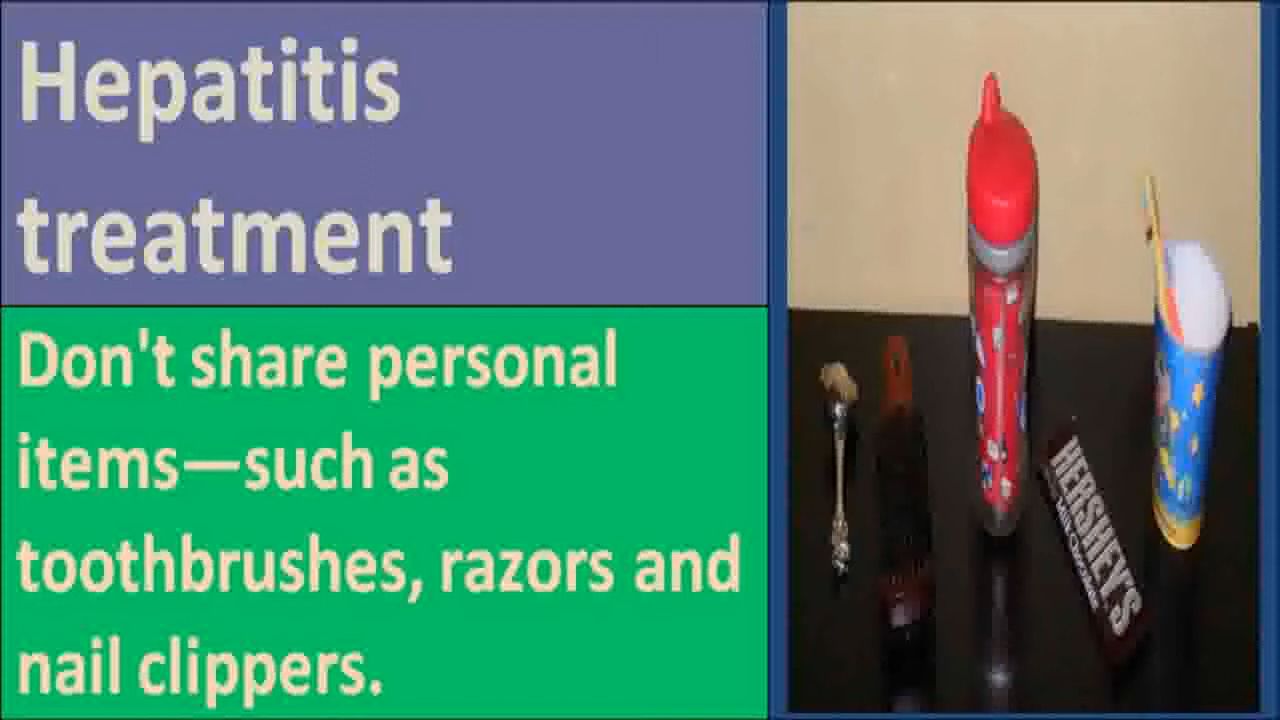 Hepatitis
treatment
Don't share personal
items—such as
toothbrushes, razors and
nail clippers.
HERSHEY'S